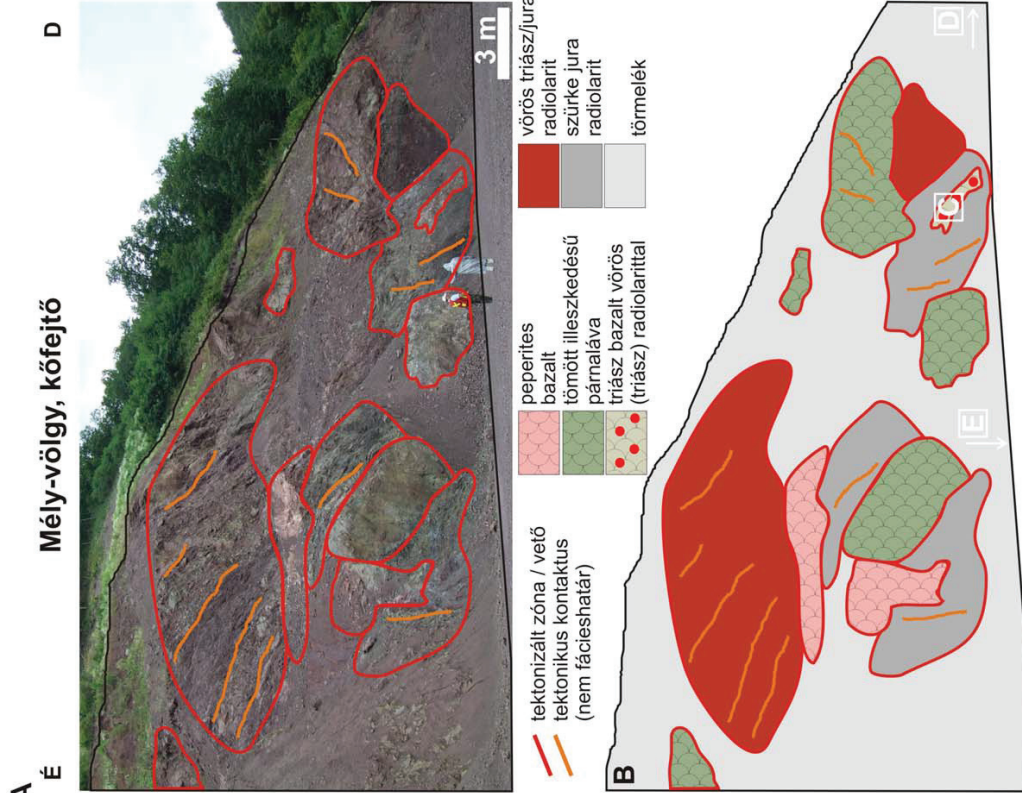 A
Mély-völgy, kőfejtő
É
D
3 m
tektonizált zóna / vető
tektonikus kontaktus
(nem fácieshatár)
peperites
bazalt
tömött illeszkedésű
párnaláva
triász bazalt vörös
(triász) radiolarittal
vörös triász/jura
radiolarit
szürke jura
radiolarit
törmelék
B
E
C
D